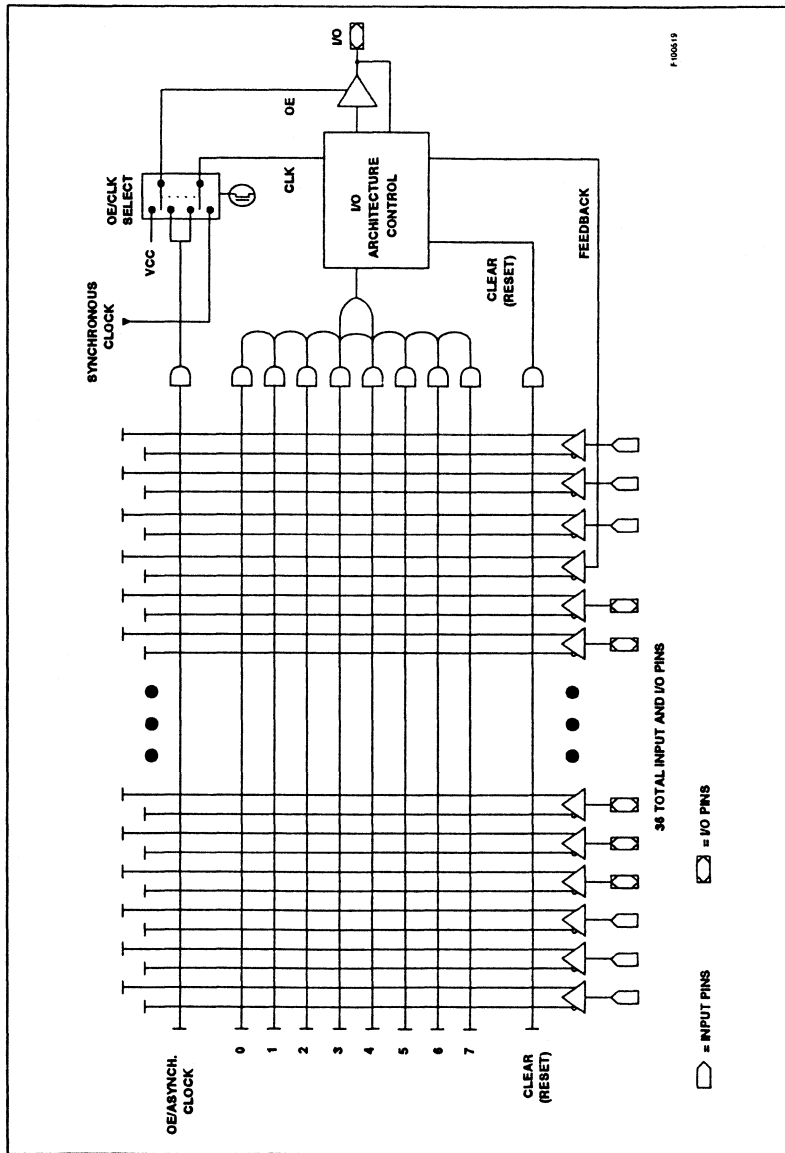 SYNCHRONOUS
CLOCK
OE/CLK
SELECT
VCC
OE
CLK
I/O
I/O
ARCHITECTURE
CONTROL
CLEAR
(RESET)
FEEDBACK
OE/ASYNCH.
CLOCK
0
1
2
3
4
5
6
7
CLEAR
(RESET)
36 TOTAL INPUT AND I/O PINS
= INPUT PINS
= I/O PINS
F100519